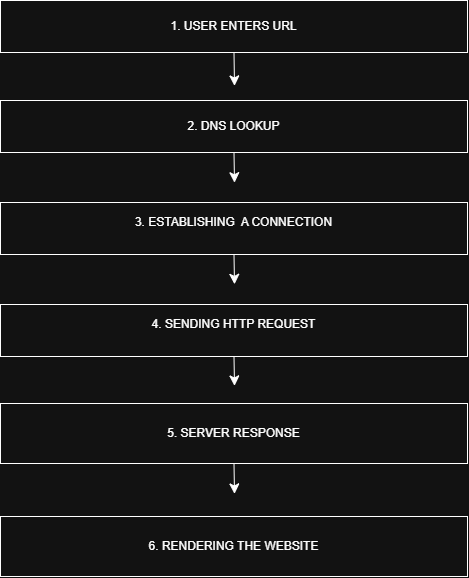 1. USER ENTERS URL
2. DNS LOOKUP
3. ESTABLISHING A CONNECTION
4. SENDING HTTP REQUEST
5. SERVER RESPONSE
6. RENDERING THE WEBSITE